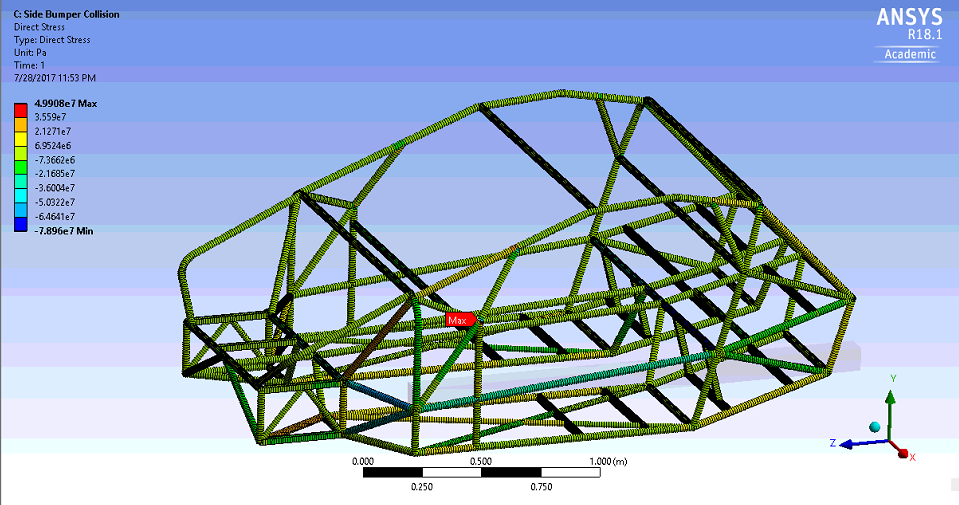 C: Side Bumper Collision
Direct Stress
Type: Direct Stress
Unit: Pa
Time: 1
7/28/2017 11:53 PM
ANSYS
R18.1
Academic
4.9908e7 Max
3.559e7
2.1271e7
6.9524e6
-7.3662e6
-2.1685e7
-3.6004e7
-5.0322e7
-6.4641e7
-7.896e7 Min
Max
Y
Z
X
0.000 0.500 1.000 (m)
0.250 0.750